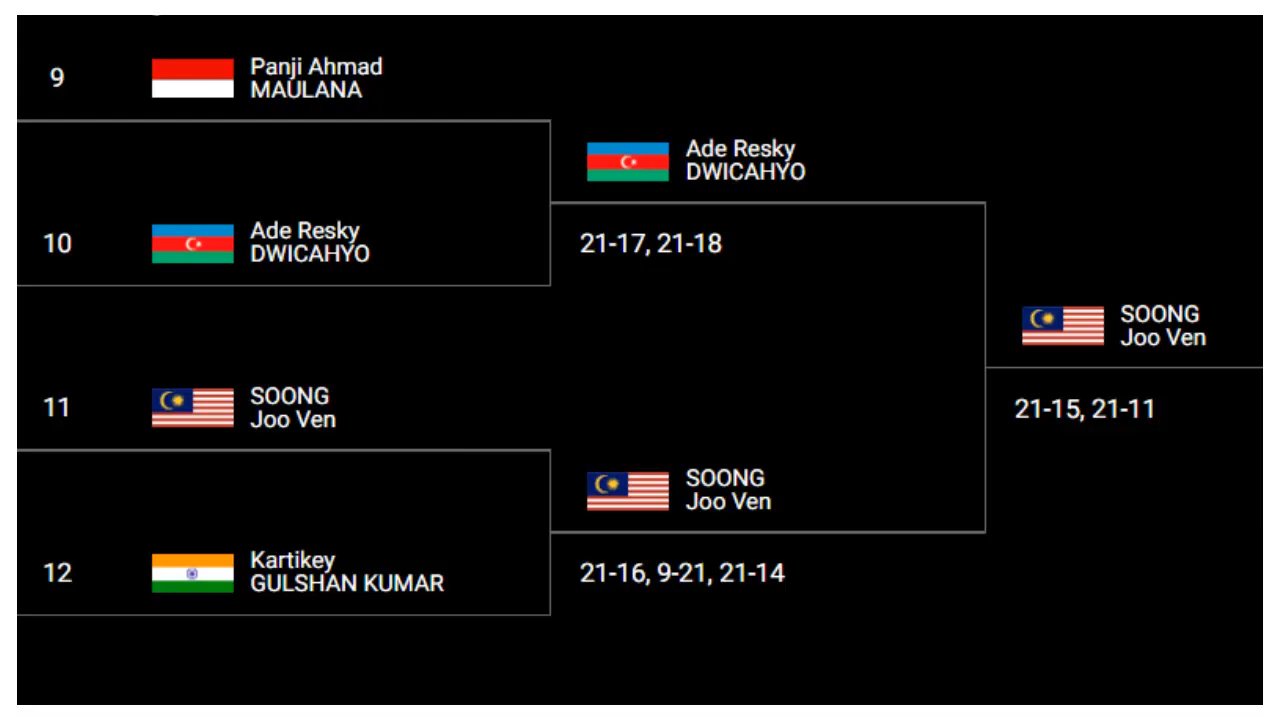 9
Panji Ahmad
MAULANA
Ade Resky
DWICAHYO
10
Ade Resky
DWICAHYO
21-17, 21-18
SOONG
Joo Ven
11
SOONG
Joo Ven
21-15, 21-11
SOONG
Joo Ven
12
Kartikey
GULSHAN KUMAR
21-16, 9-21, 21-14